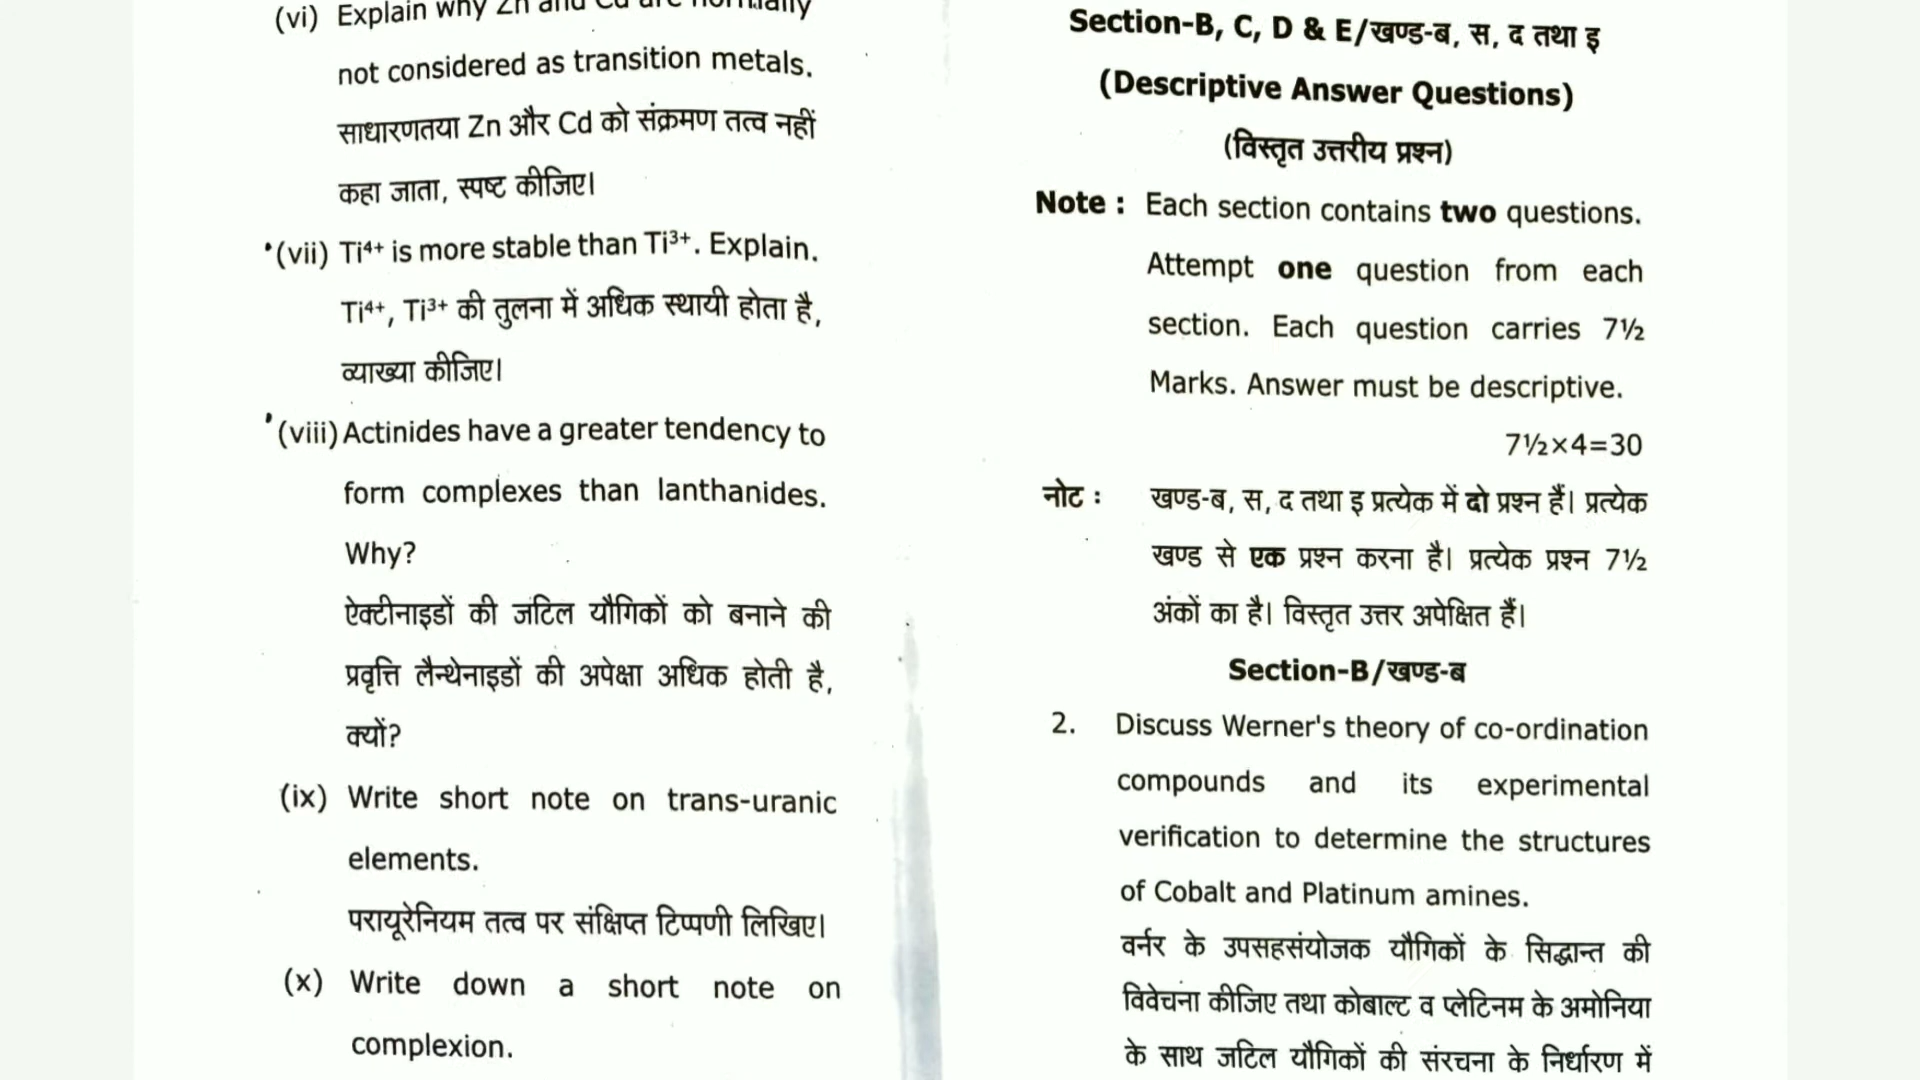 (vi) Explain why Zn and Cd are normally
not considered as transition metals.
साधारणतया Zn और Cd को संक्रमण तत्व नहीं
कहा जाता, स्पष्ट कीजिए।
(vii) Ti⁴⁺ is more stable than Ti³⁺. Explain.
Ti⁴⁺, Ti³⁺ की तुलना में अधिक स्थायी होता है,
व्याख्या कीजिए।
(viii) Actinides have a greater tendency to
form complexes than lanthanides.
Why?
ऐक्टीनाइडों की जटिल यौगिकों को बनाने की
प्रवृत्ति लैन्थेनाइडों की अपेक्षा अधिक होती है,
क्यों?
(ix) Write short note on trans-uranic
elements.
परायूरेनियम तत्व पर संक्षिप्त टिप्पणी लिखिए।
(x) Write down a short note on
complexion.
Section-B, C, D & E/खण्ड-ब, स, द तथा इ
(Descriptive Answer Questions)
(विस्तृत उत्तरीय प्रश्न)
Note : Each section contains two questions.
Attempt one question from each
section. Each question carries 7½
Marks. Answer must be descriptive.
7½×4=30
नोट : खण्ड-ब, स, द तथा इ प्रत्येक में दो प्रश्न हैं। प्रत्येक
खण्ड से एक प्रश्न करना है। प्रत्येक प्रश्न 7½
अंकों का है। विस्तृत उत्तर अपेक्षित हैं।
Section-B/खण्ड-ब
2. Discuss Werner's theory of co-ordination
compounds and its experimental
verification to determine the structures
of Cobalt and Platinum amines.
वर्नर के उपसहसंयोजक यौगिकों के सिद्धान्त की
विवेचना कीजिए तथा कोबाल्ट व प्लेटिनम के अमोनिया
के साथ जटिल यौगिकों की संरचना के निर्धारण में